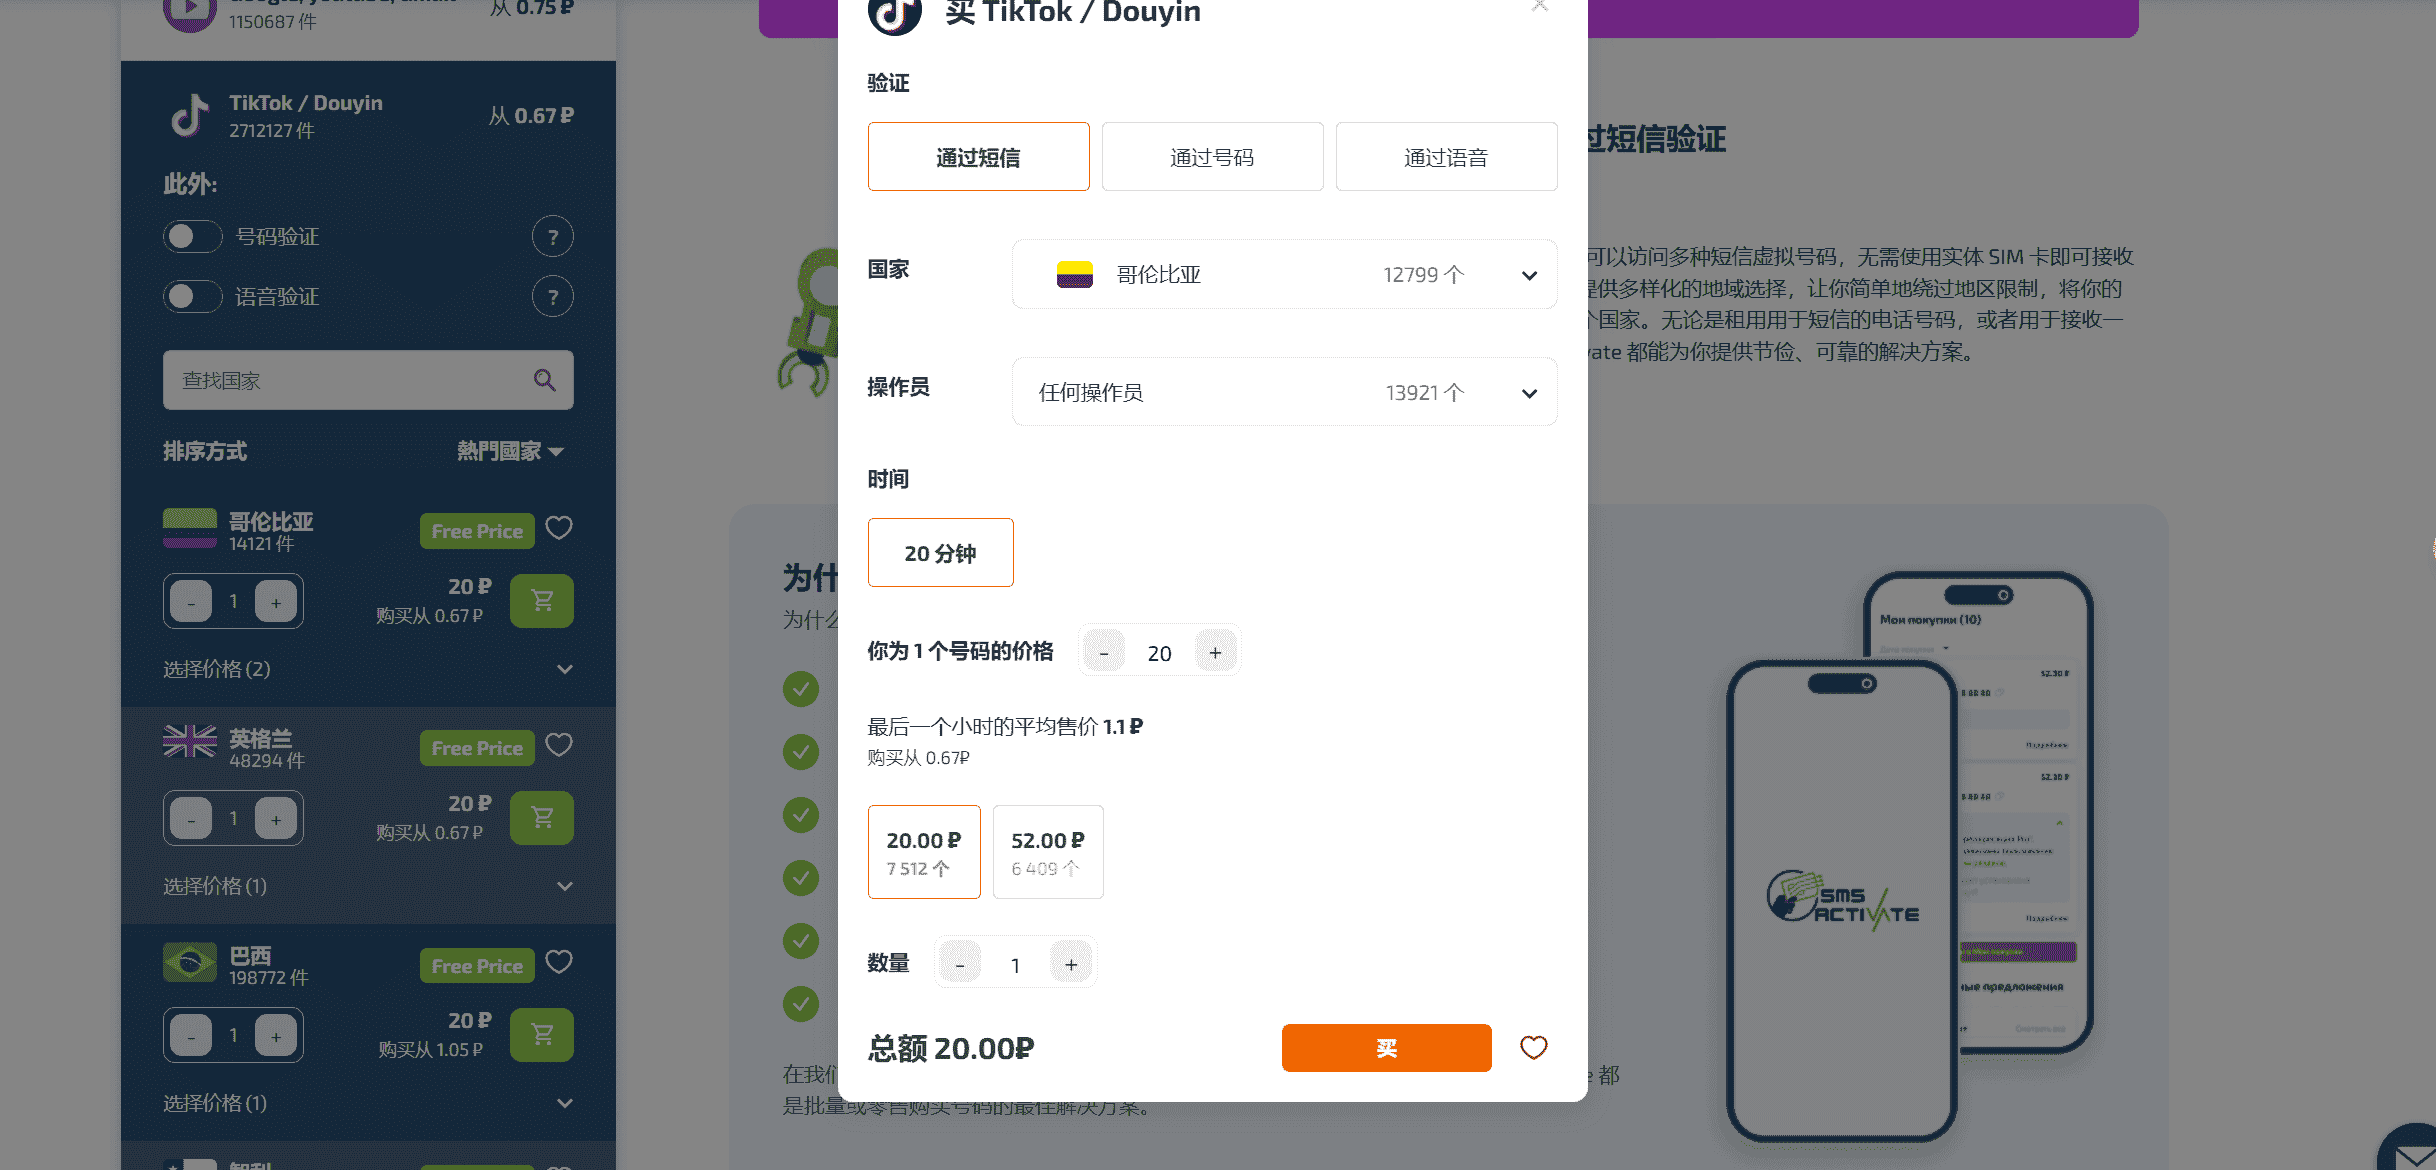 1150687 件
从 0.75 ₽
TikTok / Douyin
2712127 件
从 0.67 ₽
此外:
号码验证
?
语音验证
?
查找国家
排序方式
熱門國家
哥伦比亚
14121 件
Free Price
- 1 +
20 ₽
购买从 0.67 ₽
选择价格 (2)
英格兰
48294 件
Free Price
- 1 +
20 ₽
购买从 0.67 ₽
选择价格 (1)
巴西
198772 件
Free Price
- 1 +
20 ₽
购买从 1.05 ₽
选择价格 (1)
买 TikTok / Douyin
验证
通过短信
通过号码
通过语音
国家
哥伦比亚
12799 个
操作员
任何操作员
13921 个
时间
20 分钟
你为 1 个号码的价格
- 20 +
最后一个小时的平均售价 1.1 ₽
购买从 0.67₽
20.00 ₽
7 512 个
52.00 ₽
6 409 个
数量
- 1 +
总额 20.00₽
买
过短信验证
可以访问多种短信虚拟号码，无需使用实体 SIM 卡即可接收
提供多样化的地域选择，让你简单地绕过地区限制，将你的
个国家。无论是租用用于短信的电话号码，或者用于接收一
vate 都能为你提供节俭、可靠的解决方案。
为什
为什么
在我们
都
是批量或零售购买号码的最佳解决方案。
Мои покупки (10)
52.30 ₽
Подробнее
52.30 ₽
Подробнее
ные предложения
SMS
ACTIVATE